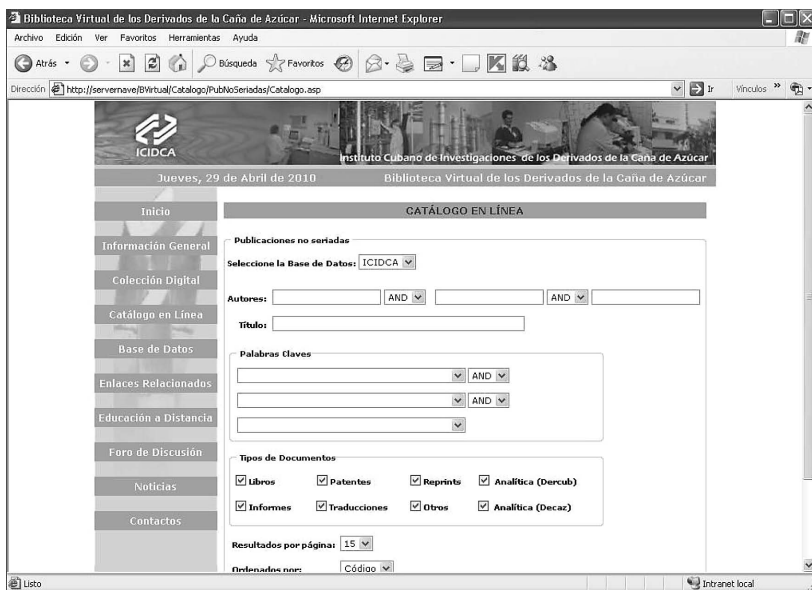 Biblioteca Virtual de los Derivados de la Caña de Azúcar - Microsoft Internet Explorer
Archivo Edición Ver Favoritos Herramientas Ayuda
Atrás Búsqueda Favoritos
Dirección http://servernave/BVirtual/Catalogo/PubNoSeriadas/Catalogo.asp Ir Vínculos »
ICIDCA
Instituto Cubano de Investigaciones de los Derivados de la Caña de Azúcar
Jueves, 29 de Abril de 2010 Biblioteca Virtual de los Derivados de la Caña de Azúcar
Inicio
Información General
Colección Digital
Catálogo en Línea
Base de Datos
Enlaces Relacionados
Educación a Distancia
Foro de Discusión
Noticias
Contactos
CATÁLOGO EN LÍNEA
Publicaciones no seriadas
Seleccione la Base de Datos: ICIDCA
Autores: AND AND
Título:
Palabras Claves
AND
AND
Tipos de Documentos
Libros Patentes Reprints Analítica (Dercub)
Informes Traducciones Otros Analítica (Decaz)
Resultados por página: 15
Ordenados por: Código
Listo Intranet local